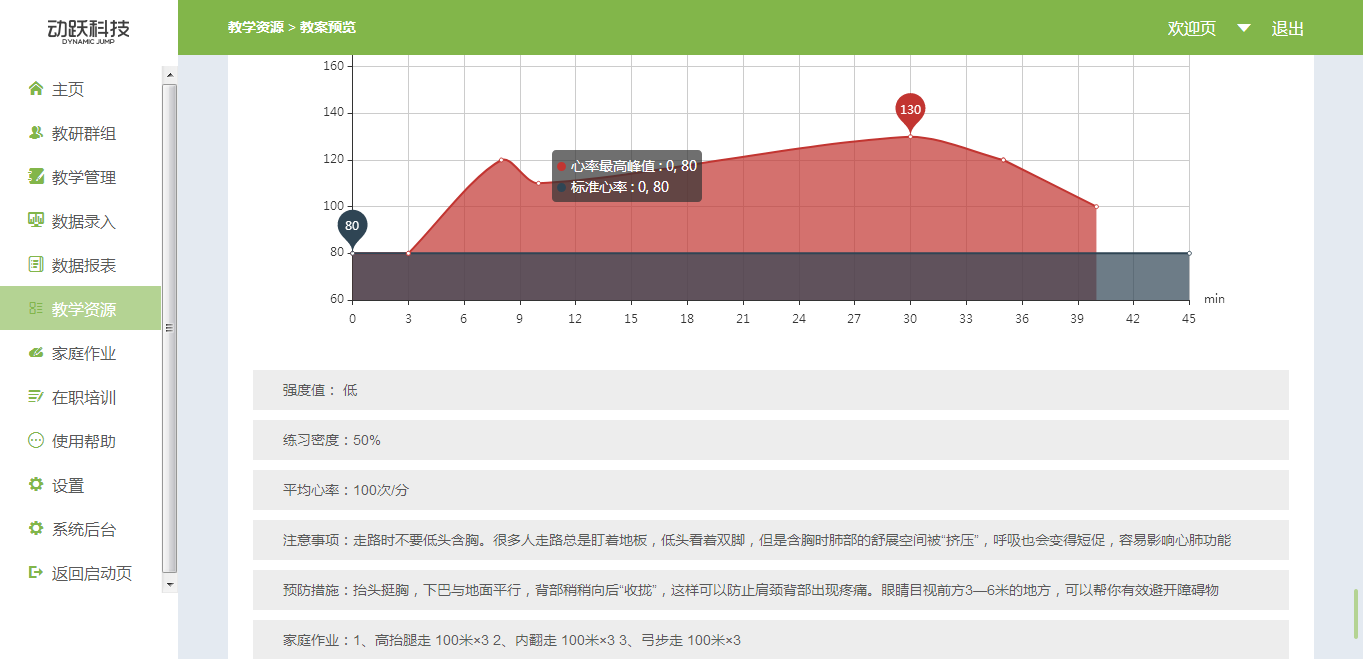 动跃科技
DYNAMIC JUMP
教学资源 > 教案预览
欢迎页
退出
主页
教研群组
教学管理
数据录入
数据报表
教学资源
家庭作业
在职培训
使用帮助
设置
系统后台
返回启动页
160
140
120
100
80
60
130
80
心率最高峰值 : 0, 80
标准心率 : 0, 80
0 3 6 9 12 15 18 21 24 27 30 33 36 39 42 45
min
强度值： 低
练习密度：50%
平均心率：100次/分
注意事项：走路时不要低头含胸。很多人走路总是盯着地板，低头看着双脚，但是含胸时肺部的舒展空间被“挤压”，呼吸也会变得短促，容易影响心肺功能
预防措施：抬头挺胸，下巴与地面平行，背部稍稍向后“收拢”，这样可以防止肩颈背部出现疼痛。眼睛目视前方3—6米的地方，可以帮你有效避开障碍物
家庭作业：1、高抬腿走 100米×3 2、内翻走 100米×3 3、弓步走 100米×3